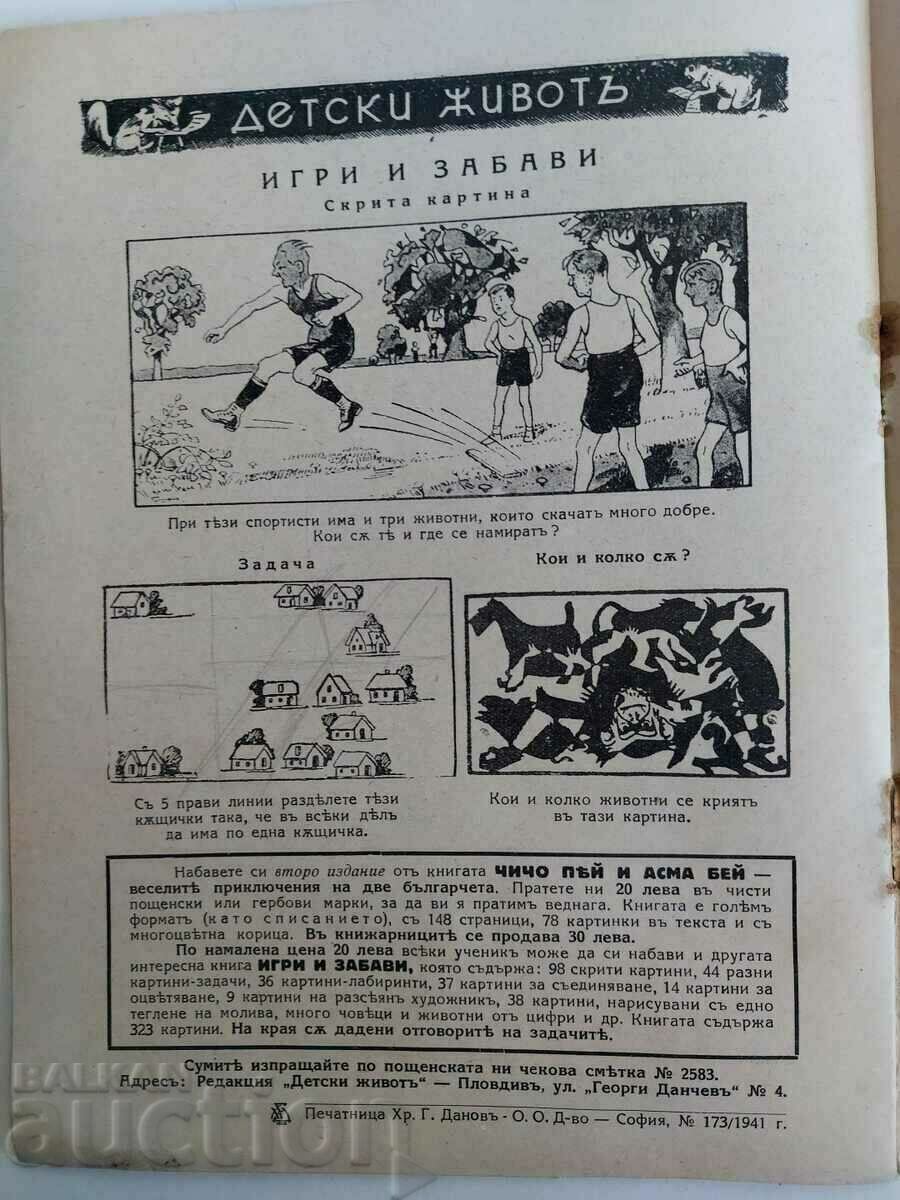 Детски животъ
ИГРИ И ЗАБАВИ
Скрита картина
При тѣзи спортисти има и три животни, които скачатъ много добре.
Кои сѫ тѣ и где се намиратъ?
Задача
Съ 5 прави линии раздѣлете тѣзи
кѫщички така, че въ всѣки дѣлъ
да има по една кѫщичка.
Кои и колко сѫ?
Кои и колко животни се криятъ
въ тази картина.
Набавете си второ издание отъ книгата ЧИЧО ПѢЙ И АСМА БЕЙ —
веселитѣ приключения на две българчета. Пратете ни 20 лева въ чисти
пощенски или гербови марки, за да ви я пратимъ веднага. Книгата е голѣмъ
форматъ (като списанието), съ 148 страници, 78 картинки въ текста и съ
многоцвѣтна корица. Въ книжарницитѣ се продава 30 лева.
По намалена цена 20 лева всѣки ученикъ може да си набави и другата
интересна книга ИГРИ И ЗАБАВИ, която съдържа: 98 скрити картини, 44 разни
картини-задачи, 36 картини-лабиринти, 37 картини за съединяване, 14 картини за
оцвѣтяване, 9 картини на разсѣянъ художникъ, 38 картини, нарисувани съ едно
теглене на молива, много човѣци и животни отъ цифри и др. Книгата съдържа
323 картини. На края сѫ дадени отговоритѣ на задачитѣ.
Сумитѣ изпращайте по пощенската ни чекова смѣтка № 2583.
Адресъ: Редакция „Детски животъ“ — Пловдивъ, ул. „Георги Данчевъ“ № 4.
Печатница Хр. Г. Дановъ - О. О. Д-во — София, № 173/1941 г.
BALKAN
auction